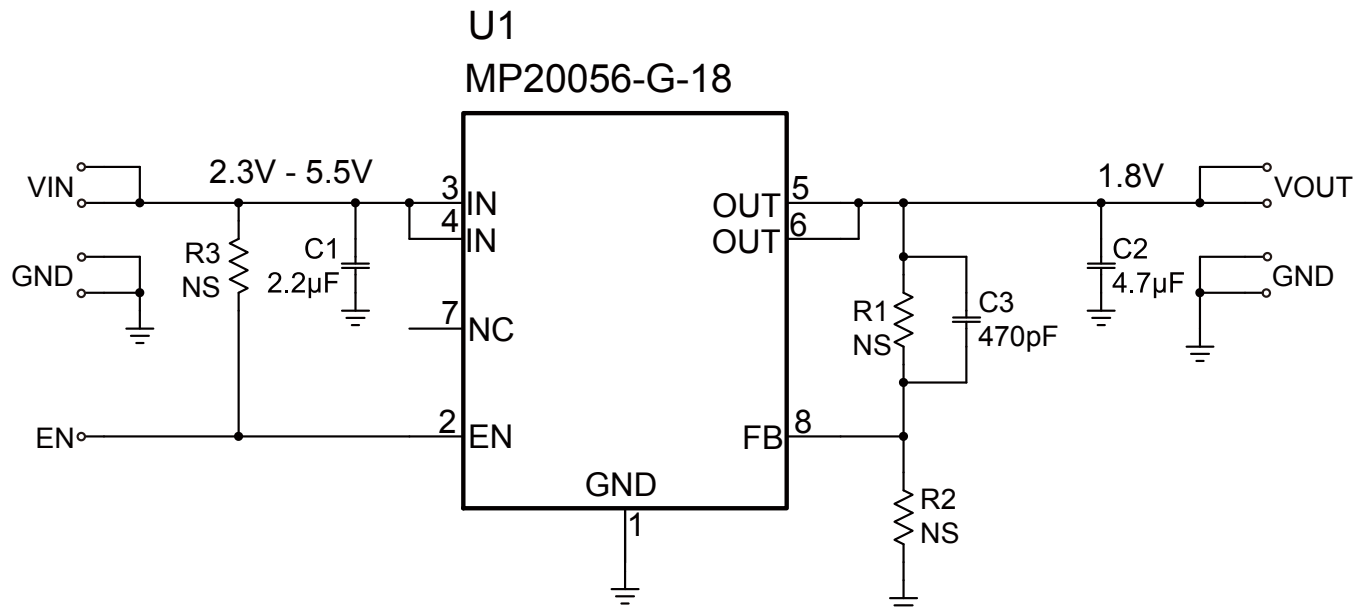 U1
MP20056-G-18
VIN
2.3V - 5.5V
3
IN
4
IN
OUT
5
OUT
6
1.8V
VOUT
GND
R3
NS
C1
2.2µF
7
NC
R1
NS
C3
470pF
C2
4.7µF
GND
EN
2
EN
FB
8
GND
1
R2
NS